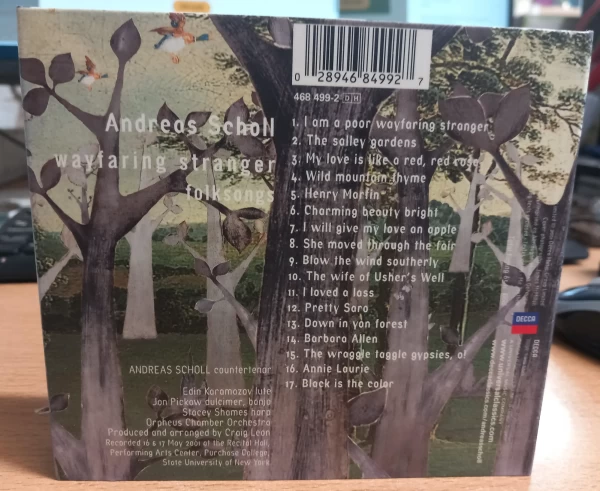 0 28946 84992 7
468 499-2 DH
Andreas Scholl
wayfaring stranger
folksongs
1. I am a poor wayfaring stranger
2. The salley gardens
3. My love is like a red, red rose
4. Wild mountain thyme
5. Henry Martin
6. Charming beauty bright
7. I will give my love an apple
8. She moved through the fair
9. Blow the wind southerly
10. The wife of Usher's Well
11. I loved a lass
12. Pretty Saro
13. Down in yon forest
14. Barbara Allen
15. The wraggle taggle gypsies, o!
16. Annie Laurie
17. Black is the color
ANDREAS SCHOLL countertenor
Edin Karamazov lute
Jon Pickow dulcimer, banjo
Stacey Shames harp
Orpheus Chamber Orchestra
Produced and arranged by Craig Leon
Recorded 16 & 17 May 2001 at the Recital Hall,
Performing Arts Center, Purchase College,
State University of New York
DECCA
DECCA
www.universalclassics.com